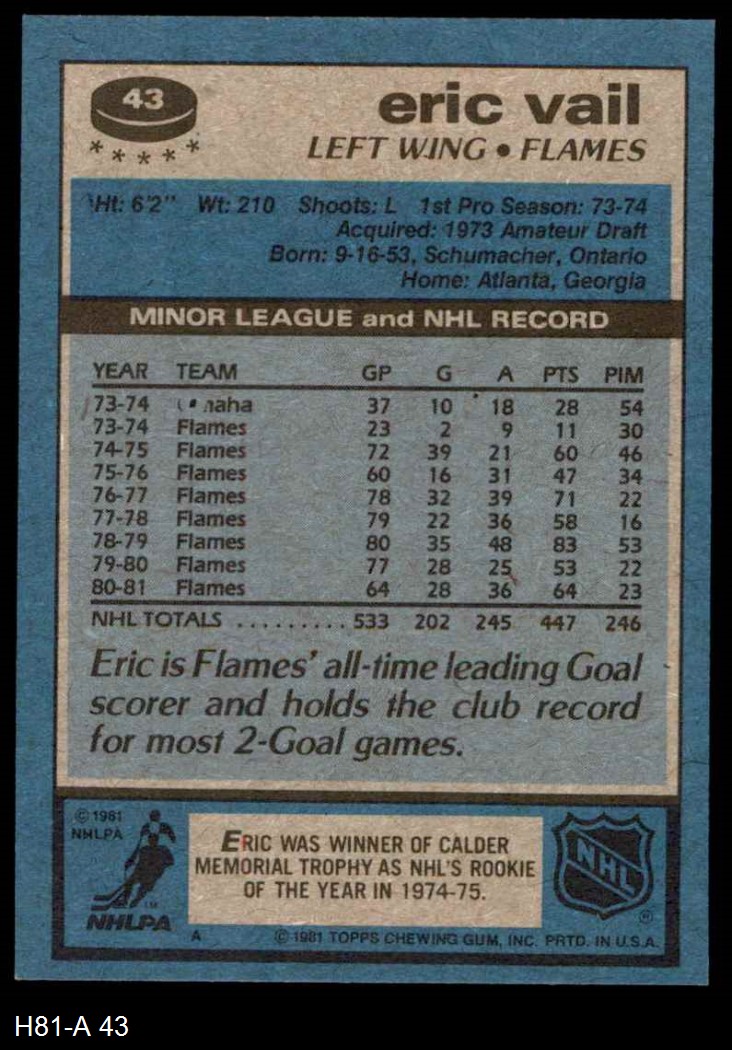 43
eric vail
LEFT WING • FLAMES
Ht: 6'2" Wt: 210 Shoots: L 1st Pro Season: 73-74
Acquired: 1973 Amateur Draft
Born: 9-16-53, Schumacher, Ontario
Home: Atlanta, Georgia
MINOR LEAGUE and NHL RECORD
YEAR TEAM GP G A PTS PIM
73-74 37 10 18 28 54
73-74 Flames 23 2 9 11 30
74-75 Flames 72 39 21 60 46
75-76 Flames 60 16 31 47 34
76-77 Flames 78 32 39 71 22
77-78 Flames 79 22 36 58 16
78-79 Flames 80 35 48 83 53
79-80 Flames 77 28 25 53 22
80-81 Flames 64 28 36 64 23
NHL TOTALS .......... 533 202 245 447 246
Eric is Flames' all-time leading Goal
scorer and holds the club record
for most 2-Goal games.
© 1981
NHLPA
NHLPA
ERIC WAS WINNER OF CALDER
MEMORIAL TROPHY AS NHL'S ROOKIE
OF THE YEAR IN 1974-75.
NHL
®
A © 1981 TOPPS CHEWING GUM, INC. PRTD. IN U.S.A.
H81-A 43